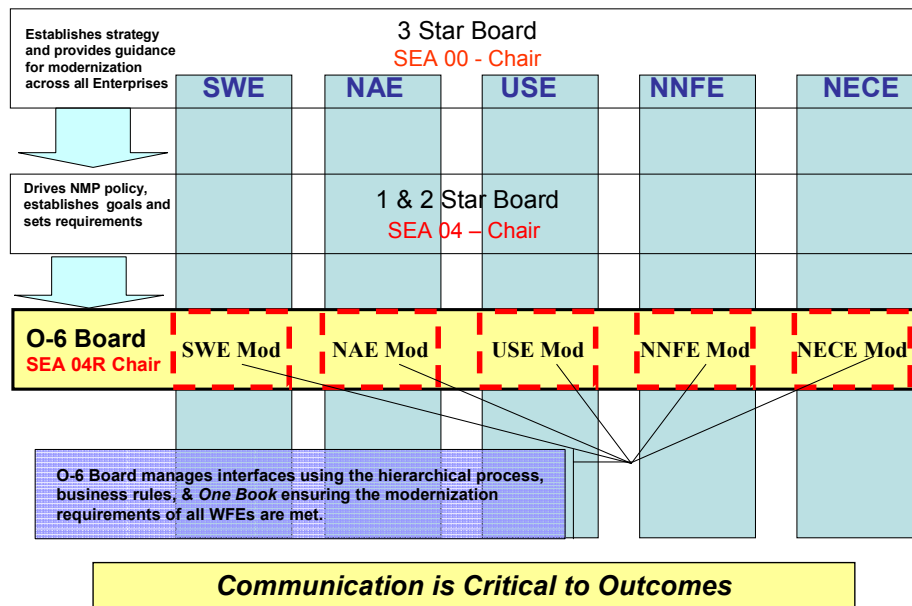 Establishes strategy
and provides guidance
for modernization
across all Enterprises
3 Star Board
SEA 00 - Chair
SWE NAE USE NNFE NECE
Drives NMP policy,
establishes goals and
sets requirements
1 & 2 Star Board
SEA 04 – Chair
O-6 Board
SEA 04R Chair
SWE Mod NAE Mod USE Mod NNFE Mod NECE Mod
O-6 Board manages interfaces using the hierarchical process,
business rules, & One Book ensuring the modernization
requirements of all WFEs are met.
Communication is Critical to Outcomes